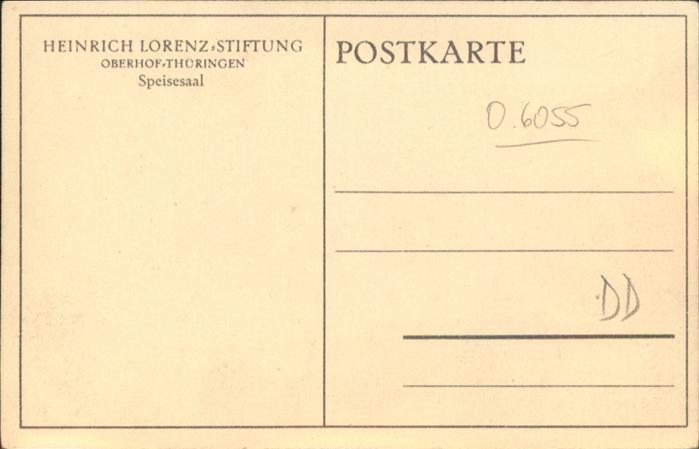 HEINRICH LORENZ=STIFTUNG
OBERHOF=THÜRINGEN
Speisesaal
POSTKARTE
0.6055
DD